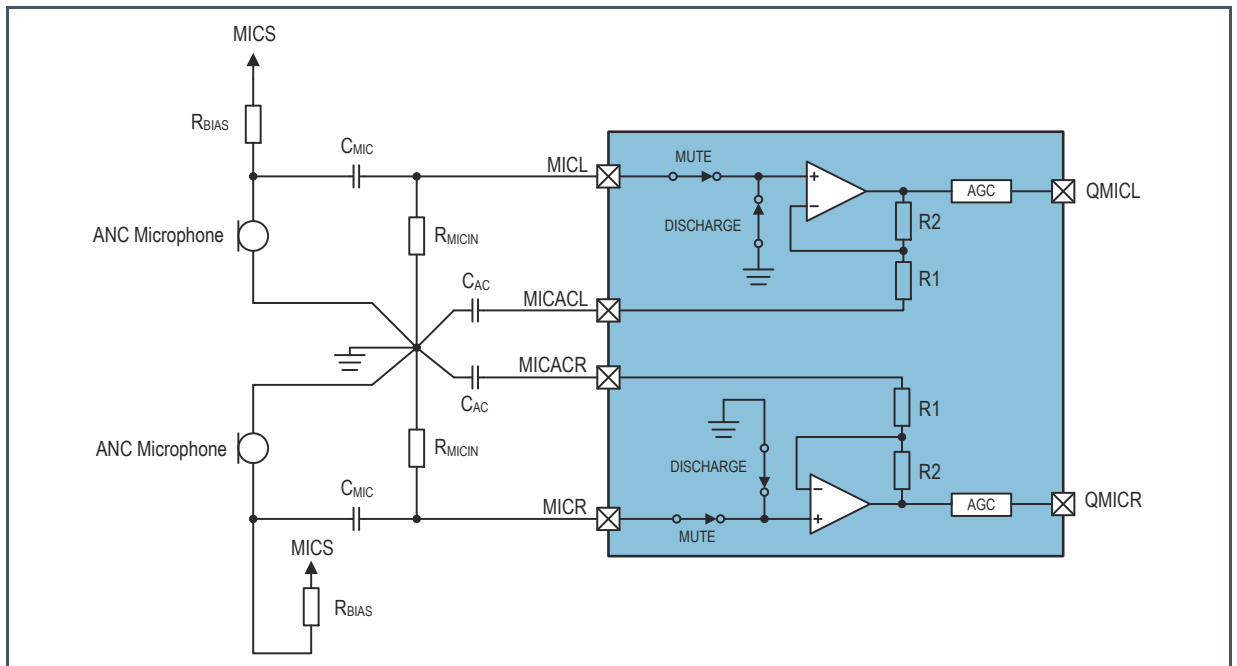 MICS
RBIAS
CMIC
MICL
MUTE
+
−
AGC
QMICL
ANC Microphone
RMICIN
DISCHARGE
R2
R1
CAC
MICACL
MICACR
CAC
R1
ANC Microphone
RMICIN
DISCHARGE
R2
CMIC
MICR
−
+
AGC
QMICR
MUTE
MICS
RBIAS